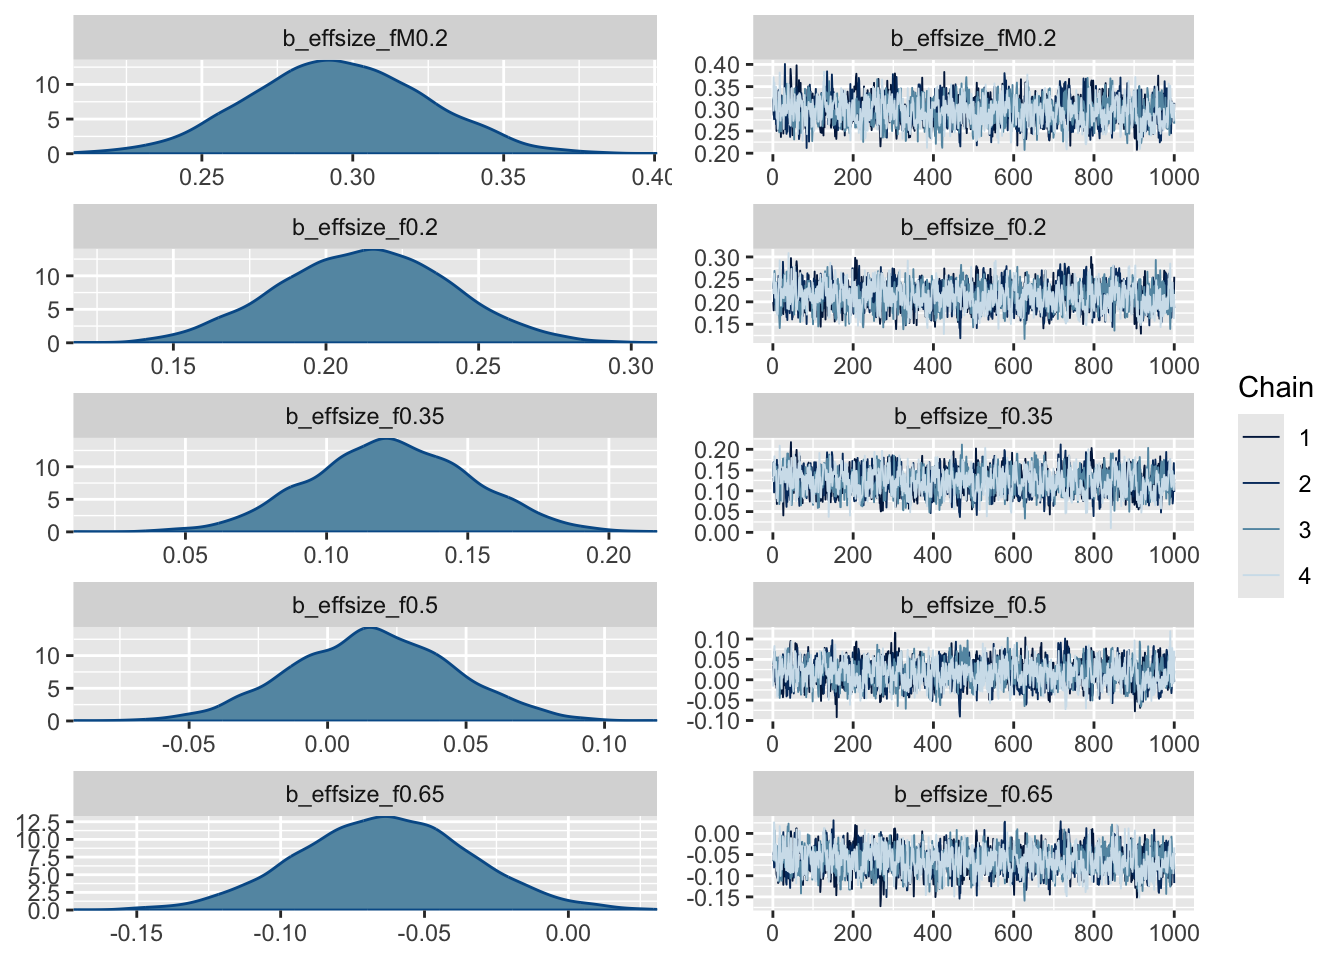 b_effsize_fM0.2
10
5
0
0.25 0.30 0.35 0.40
b_effsize_fM0.2
0.40
0.35
0.30
0.25
0.20
0 200 400 600 800 1000
b_effsize_f0.2
10
5
0
0.15 0.20 0.25 0.30
b_effsize_f0.2
0.30
0.25
0.20
0.15
0 200 400 600 800 1000
b_effsize_f0.35
10
5
0
0.05 0.10 0.15 0.20
b_effsize_f0.35
0.20
0.15
0.10
0.05
0.00
0 200 400 600 800 1000
b_effsize_f0.5
10
5
0
-0.05 0.00 0.05 0.10
b_effsize_f0.5
0.10
0.05
0.00
-0.05
-0.10
0 200 400 600 800 1000
b_effsize_f0.65
12.5
10.0
7.5
5.0
2.5
0.0
-0.15 -0.10 -0.05 0.00
b_effsize_f0.65
0.00
-0.05
-0.10
-0.15
0 200 400 600 800 1000
Chain
1
2
3
4